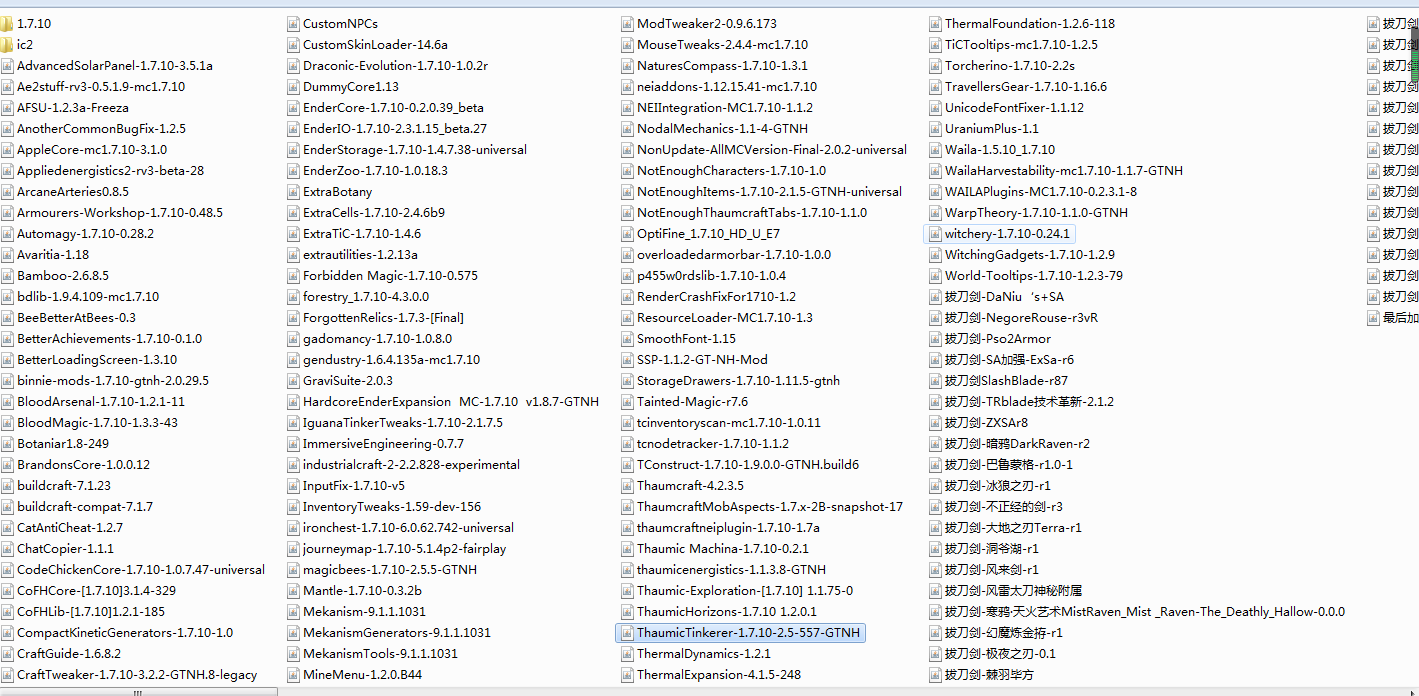 1.7.10
ic2
AdvancedSolarPanel-1.7.10-3.5.1a
Ae2stuff-rv3-0.5.1.9-mc1.7.10
AFSU-1.2.3a-Freeza
AnotherCommonBugFix-1.2.5
AppleCore-mc1.7.10-3.1.0
Appliedenergistics2-rv3-beta-28
ArcaneArteries0.8.5
Armourers-Workshop-1.7.10-0.48.5
Automagy-1.7.10-0.28.2
Avaritia-1.18
Bamboo-2.6.8.5
bdlib-1.9.4.109-mc1.7.10
BeeBetterAtBees-0.3
BetterAchievements-1.7.10-0.1.0
BetterLoadingScreen-1.3.10
binnie-mods-1.7.10-gtnh-2.0.29.5
BloodArsenal-1.7.10-1.2.1-11
BloodMagic-1.7.10-1.3.3-43
Botaniar1.8-249
BrandonsCore-1.0.0.12
buildcraft-7.1.23
buildcraft-compat-7.1.7
CatAntiCheat-1.2.7
ChatCopier-1.1.1
CodeChickenCore-1.7.10-1.0.7.47-universal
CoFHCore-[1.7.10]3.1.4-329
CoFHLib-[1.7.10]1.2.1-185
CompactKineticGenerators-1.7.10-1.0
CraftGuide-1.6.8.2
CraftTweaker-1.7.10-3.2.2-GTNH.8-legacy
CustomNPCs
CustomSkinLoader-14.6a
Draconic-Evolution-1.7.10-1.0.2r
DummyCore1.13
EnderCore-1.7.10-0.2.0.39_beta
EnderIO-1.7.10-2.3.1.15_beta.27
EnderStorage-1.7.10-1.4.7.38-universal
EnderZoo-1.7.10-1.0.18.3
ExtraBotany
ExtraCells-1.7.10-2.4.6b9
ExtraTiC-1.7.10-1.4.6
extrautilities-1.2.13a
Forbidden Magic-1.7.10-0.575
forestry_1.7.10-4.3.0.0
ForgottenRelics-1.7.3-[Final]
gadomancy-1.7.10-1.0.8.0
gendustry-1.6.4.135a-mc1.7.10
GraviSuite-2.0.3
HardcoreEnderExpansion MC-1.7.10 v1.8.7-GTNH
IguanaTinkerTweaks-1.7.10-2.1.7.5
ImmersiveEngineering-0.7.7
industrialcraft-2-2.2.828-experimental
InputFix-1.7.10-v5
InventoryTweaks-1.59-dev-156
ironchest-1.7.10-6.0.62.742-universal
journeymap-1.7.10-5.1.4p2-fairplay
magicbees-1.7.10-2.5.5-GTNH
Mantle-1.7.10-0.3.2b
Mekanism-9.1.1.1031
MekanismGenerators-9.1.1.1031
MekanismTools-9.1.1.1031
MineMenu-1.2.0.B44
ModTweaker2-0.9.6.173
MouseTweaks-2.4.4-mc1.7.10
NaturesCompass-1.7.10-1.3.1
neiaddons-1.12.15.41-mc1.7.10
NEIIntegration-MC1.7.10-1.1.2
NodalMechanics-1.1-4-GTNH
NonUpdate-AllMCVersion-Final-2.0.2-universal
NotEnoughCharacters-1.7.10-1.0
NotEnoughItems-1.7.10-2.1.5-GTNH-universal
NotEnoughThaumcraftTabs-1.7.10-1.1.0
OptiFine_1.7.10_HD_U_E7
overloadedarmorbar-1.7.10-1.0.0
p455w0rdslib-1.7.10-1.0.4
RenderCrashFixFor1710-1.2
ResourceLoader-MC1.7.10-1.3
SmoothFont-1.15
SSP-1.1.2-GT-NH-Mod
StorageDrawers-1.7.10-1.11.5-gtnh
Tainted-Magic-r7.6
tcinventoryscan-mc1.7.10-1.0.11
tcnodetracker-1.7.10-1.1.2
TConstruct-1.7.10-1.9.0.0-GTNH.build6
Thaumcraft-4.2.3.5
ThaumcraftMobAspects-1.7.x-2B-snapshot-17
thaumcraftneiplugin-1.7.10-1.7a
Thaumic Machina-1.7.10-0.2.1
thaumicenergistics-1.1.3.8-GTNH
Thaumic-Exploration-[1.7.10] 1.1.75-0
ThaumicHorizons-1.7.10 1.2.0.1
ThaumicTinkerer-1.7.10-2.5-557-GTNH
ThermalDynamics-1.2.1
ThermalExpansion-4.1.5-248
ThermalFoundation-1.2.6-118
TiCTooltips-mc1.7.10-1.2.5
Torcherino-1.7.10-2.2s
TravellersGear-1.7.10-1.16.6
UnicodeFontFixer-1.1.12
UraniumPlus-1.1
Waila-1.5.10_1.7.10
WailaHarvestability-mc1.7.10-1.1.7-GTNH
WAILAPlugins-MC1.7.10-0.2.3.1-8
WarpTheory-1.7.10-1.1.0-GTNH
witchery-1.7.10-0.24.1
WitchingGadgets-1.7.10-1.2.9
World-Tooltips-1.7.10-1.2.3-79
拔刀剑-DaNiu‘s+SA
拔刀剑-NegoreRouse-r3vR
拔刀剑-Pso2Armor
拔刀剑-SA加强-ExSa-r6
拔刀剑SlashBlade-r87
拔刀剑-TRblade技术革新-2.1.2
拔刀剑-ZXSAr8
拔刀剑-暗鸦DarkRaven-r2
拔刀剑-巴鲁蒙格-r1.0-1
拔刀剑-冰狼之刃-r1
拔刀剑-不正经的剑-r3
拔刀剑-大地之刃Terra-r1
拔刀剑-洞爷湖-r1
拔刀剑-风来剑-r1
拔刀剑-风雷太刀神秘附属
拔刀剑-寒鸦·天火艺术MistRaven_Mist _Raven-The_Deathly_Hallow-0.0.0
拔刀剑-幻魔炼金捬-r1
拔刀剑-极夜之刃-0.1
拔刀剑-棘羽毕方
拔刀剑
拔刀剑
拔刀剑
拔刀剑
拔刀剑
拔刀剑
拔刀剑
拔刀剑
拔刀剑
拔刀剑
拔刀剑
拔刀剑
拔刀剑
拔刀剑
最后加